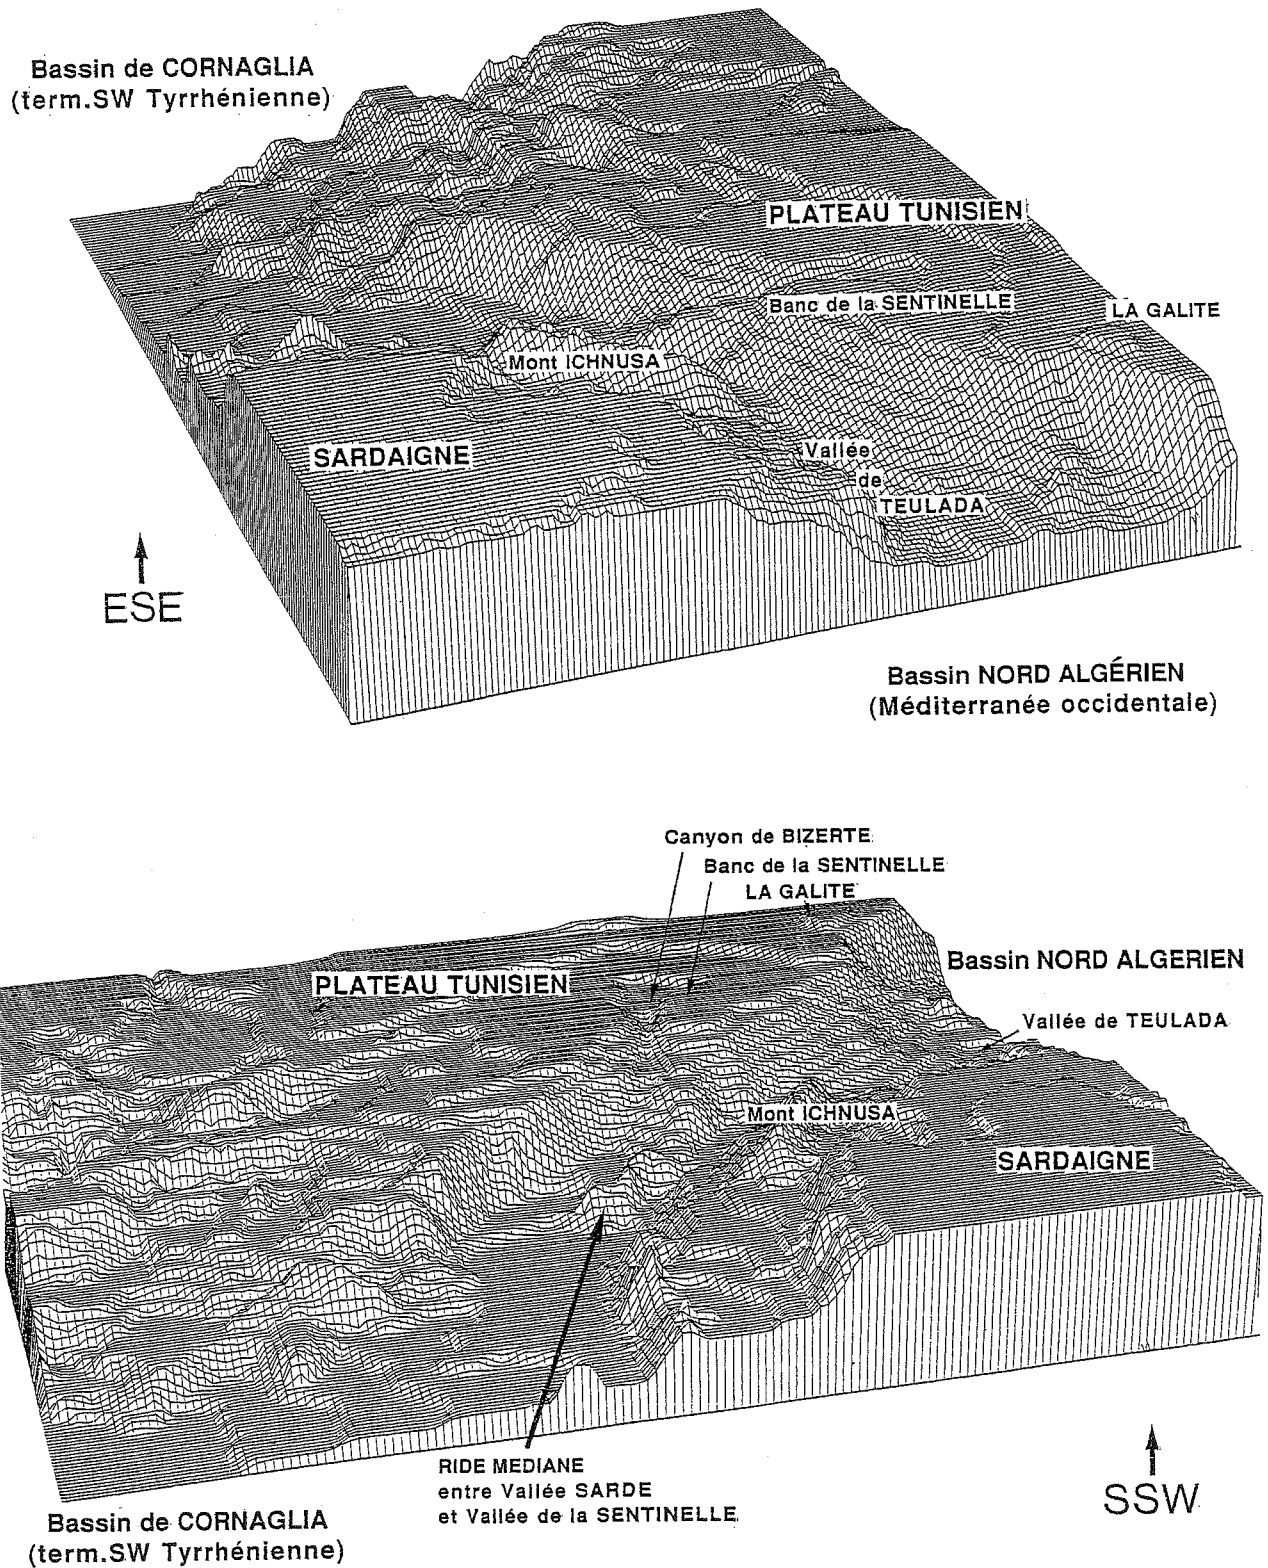 Bassin de CORNAGLIA
(term.SW Tyrrhénienne)
PLATEAU TUNISIEN
Banc de la SENTINELLE
LA GALITE
Mont ICHNUSA
SARDAIGNE
Vallée
de
TEULADA
ESE
Bassin NORD ALGÉRIEN
(Méditerranée occidentale)
Canyon de BIZERTE
Banc de la SENTINELLE
LA GALITE
Bassin NORD ALGERIEN
PLATEAU TUNISIEN
Vallée de TEULADA
Mont ICHNUSA
SARDAIGNE
RIDE MEDIANE
entre Vallée SARDE
et Vallée de la SENTINELLE
SSW
Bassin de CORNAGLIA
(term.SW Tyrrhénienne)